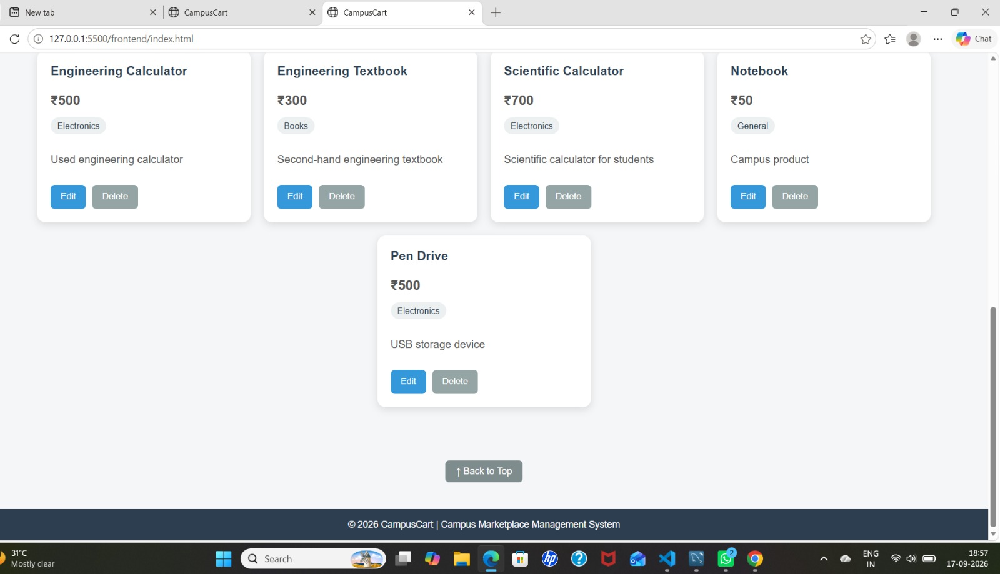 New tab
CampusCart
CampusCart
127.0.0.1:5500/frontend/index.html
Chat
Engineering Calculator
₹500
Electronics
Used engineering calculator
Edit
Delete
Engineering Textbook
₹300
Books
Second-hand engineering textbook
Edit
Delete
Scientific Calculator
₹700
Electronics
Scientific calculator for students
Edit
Delete
Notebook
₹50
General
Campus product
Edit
Delete
Pen Drive
₹500
Electronics
USB storage device
Edit
Delete
↑ Back to Top
© 2026 CampusCart | Campus Marketplace Management System
31°C
Mostly clear
Search
hp
?
2
ENG
IN
18:57
17-09-2026